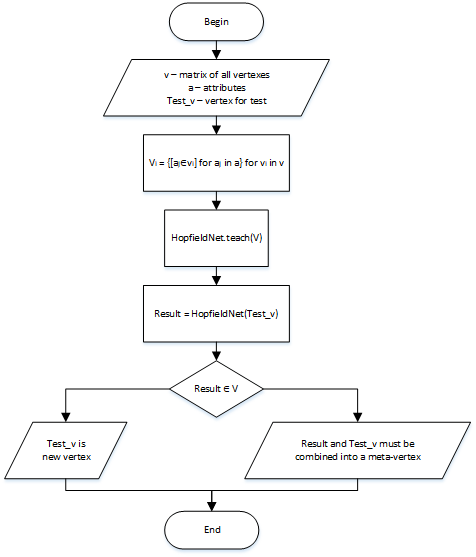 Begin
v – matrix of all vertexes
a – attributes
Test_v – vertex for test
Vᵢ = {[aⱼ∈vᵢ] for aⱼ in a} for vᵢ in v
HopfieldNet.teach(V)
Result = HopfieldNet(Test_v)
Result ∈ V
Test_v is
new vertex
Result and Test_v must be
combined into a meta-vertex
End